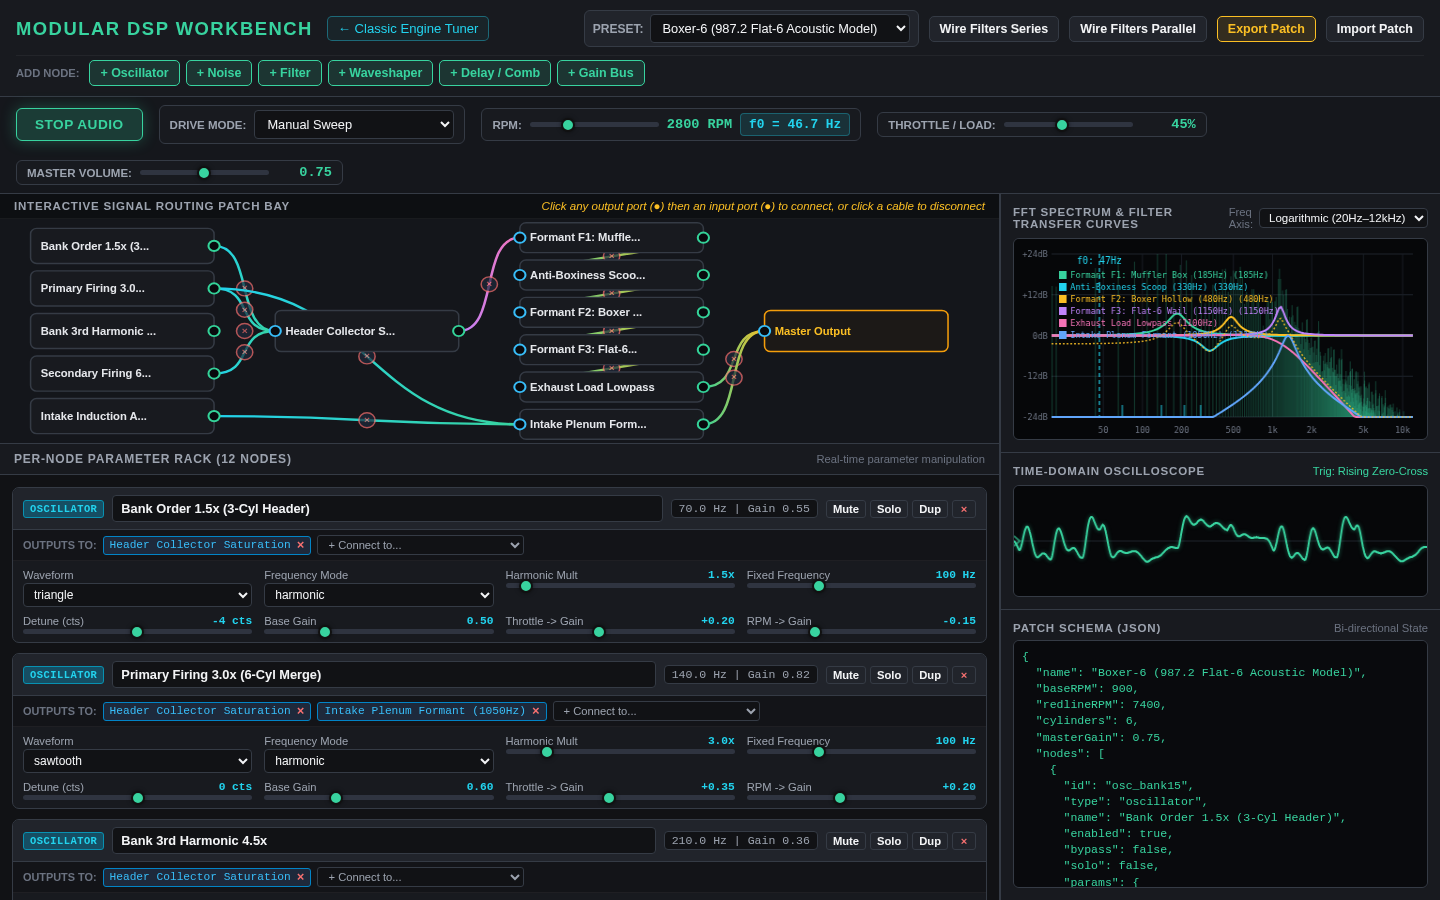 MODULAR DSP WORKBENCH
← Classic Engine Tuner
PRESET: Boxer-6 (987.2 Flat-6 Acoustic Model)
Wire Filters Series
Wire Filters Parallel
Export Patch
Import Patch
ADD NODE: + Oscillator + Noise + Filter + Waveshaper + Delay / Comb + Gain Bus
STOP AUDIO
DRIVE MODE: Manual Sweep
RPM: 2800 RPM f0 = 46.7 Hz
THROTTLE / LOAD: 45%
MASTER VOLUME: 0.75
INTERACTIVE SIGNAL ROUTING PATCH BAY
Click any output port (●) then an input port (●) to connect, or click a cable to disconnect
Bank Order 1.5x (3...
Primary Firing 3.0...
Bank 3rd Harmonic ...
Secondary Firing 6...
Intake Induction A...
Header Collector S...
Formant F1: Muffle...
Anti-Boxiness Scoo...
Formant F2: Boxer ...
Formant F3: Flat-6...
Exhaust Load Lowpass
Intake Plenum Form...
Master Output
PER-NODE PARAMETER RACK (12 NODES)
Real-time parameter manipulation
OSCILLATOR Bank Order 1.5x (3-Cyl Header) 70.0 Hz | Gain 0.55 Mute Solo Dup ×
OUTPUTS TO: Header Collector Saturation × + Connect to...
Waveform Frequency Mode Harmonic Mult 1.5x Fixed Frequency 100 Hz
triangle harmonic
Detune (cts) -4 cts Base Gain 0.50 Throttle -> Gain +0.20 RPM -> Gain -0.15
OSCILLATOR Primary Firing 3.0x (6-Cyl Merge) 140.0 Hz | Gain 0.82 Mute Solo Dup ×
OUTPUTS TO: Header Collector Saturation × Intake Plenum Formant (1050Hz) × + Connect to...
Waveform Frequency Mode Harmonic Mult 3.0x Fixed Frequency 100 Hz
sawtooth harmonic
Detune (cts) 0 cts Base Gain 0.60 Throttle -> Gain +0.35 RPM -> Gain +0.20
OSCILLATOR Bank 3rd Harmonic 4.5x 210.0 Hz | Gain 0.36 Mute Solo Dup ×
OUTPUTS TO: Header Collector Saturation × + Connect to...
FFT SPECTRUM & FILTER
TRANSFER CURVES
Freq
Axis:
Logarithmic (20Hz–12kHz)
+24dB
+12dB
0dB
-12dB
-24dB
f0: 47Hz
Formant F1: Muffler Box (185Hz) (185Hz)
Anti-Boxiness Scoop (330Hz) (330Hz)
Formant F2: Boxer Hollow (480Hz) (480Hz)
Formant F3: Flat-6 Wail (1150Hz) (1150Hz)
Exhaust Load Lowpass (2100Hz)
Intake Plenum Formant
50 100 200 500 1k 2k 5k 10k
TIME-DOMAIN OSCILLOSCOPE
Trig: Rising Zero-Cross
PATCH SCHEMA (JSON)
Bi-directional State
{
"name": "Boxer-6 (987.2 Flat-6 Acoustic Model)",
"baseRPM": 900,
"redlineRPM": 7400,
"cylinders": 6,
"masterGain": 0.75,
"nodes": [
{
"id": "osc_bank15",
"type": "oscillator",
"name": "Bank Order 1.5x (3-Cyl Header)",
"enabled": true,
"bypass": false,
"solo": false,
"params": {